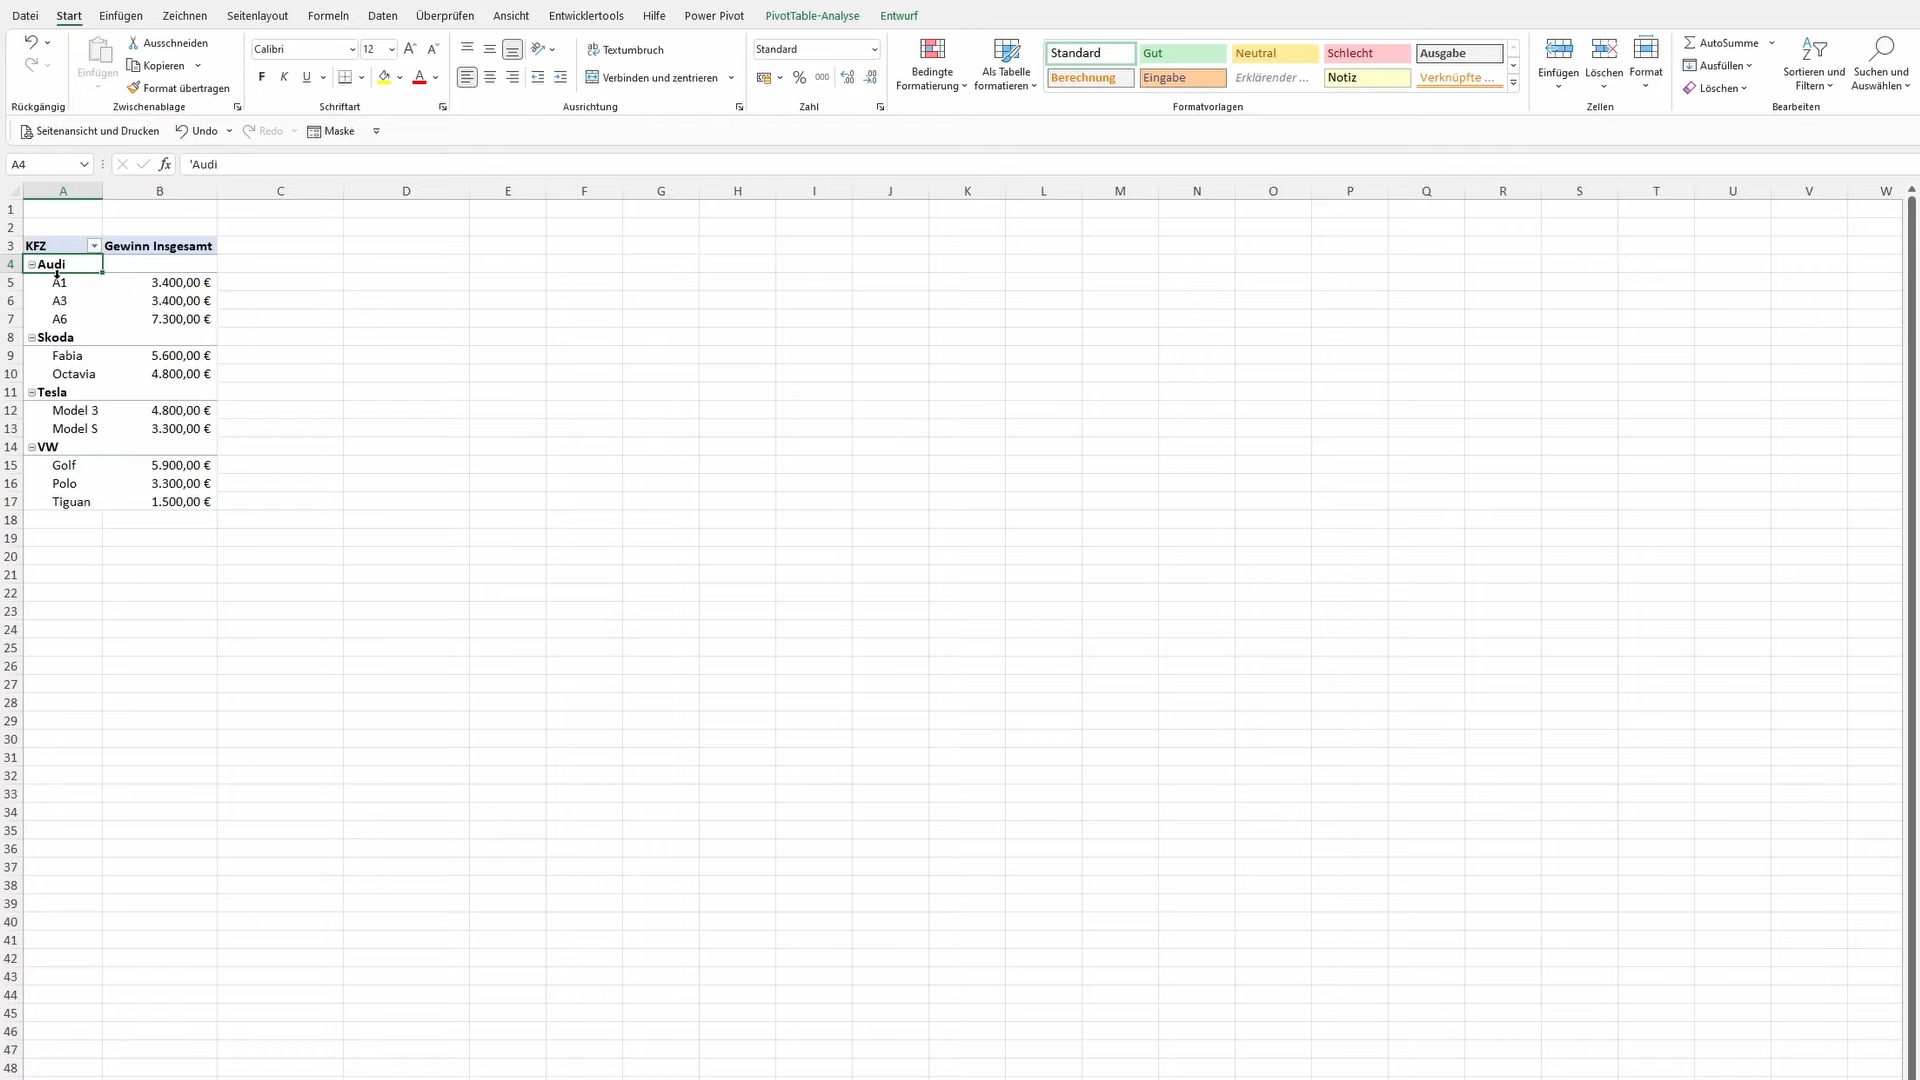 Datei Start Einfügen Zeichnen Seitenlayout Formeln Daten Überprüfen Ansicht Entwicklertools Hilfe Power Pivot PivotTable-Analyse Entwurf
Einfügen
Ausschneiden
Kopieren
Format übertragen
Calibri 12
F K U
Textumbruch
Verbinden und zentrieren
Standard
% 000
Bedingte Formatierung
Als Tabelle formatieren
Standard Gut Neutral Schlecht Ausgabe
Berechnung Eingabe Erklärender ... Notiz Verknüpfte ...
Einfügen Löschen Format
AutoSumme
Ausfüllen
Löschen
Sortieren und Filtern
Suchen und Auswählen
Rückgängig Zwischenablage Schriftart Ausrichtung Zahl Formatvorlagen Zellen Bearbeiten
Seitenansicht und Drucken Undo Redo Maske
A4 fx 'Audi
A B C D E F G H I J K L M N O P Q R S T U V W
1
2
3 KFZ Gewinn Insgesamt
4 Audi
5 A1 3.400,00 €
6 A3 3.400,00 €
7 A6 7.300,00 €
8 Skoda
9 Fabia 5.600,00 €
10 Octavia 4.800,00 €
11 Tesla
12 Model 3 4.800,00 €
13 Model S 3.300,00 €
14 VW
15 Golf 5.900,00 €
16 Polo 3.300,00 €
17 Tiguan 1.500,00 €
18
19
20
21
22
23
24
25
26
27
28
29
30
31
32
33
34
35
36
37
38
39
40
41
42
43
44
45
46
47
48